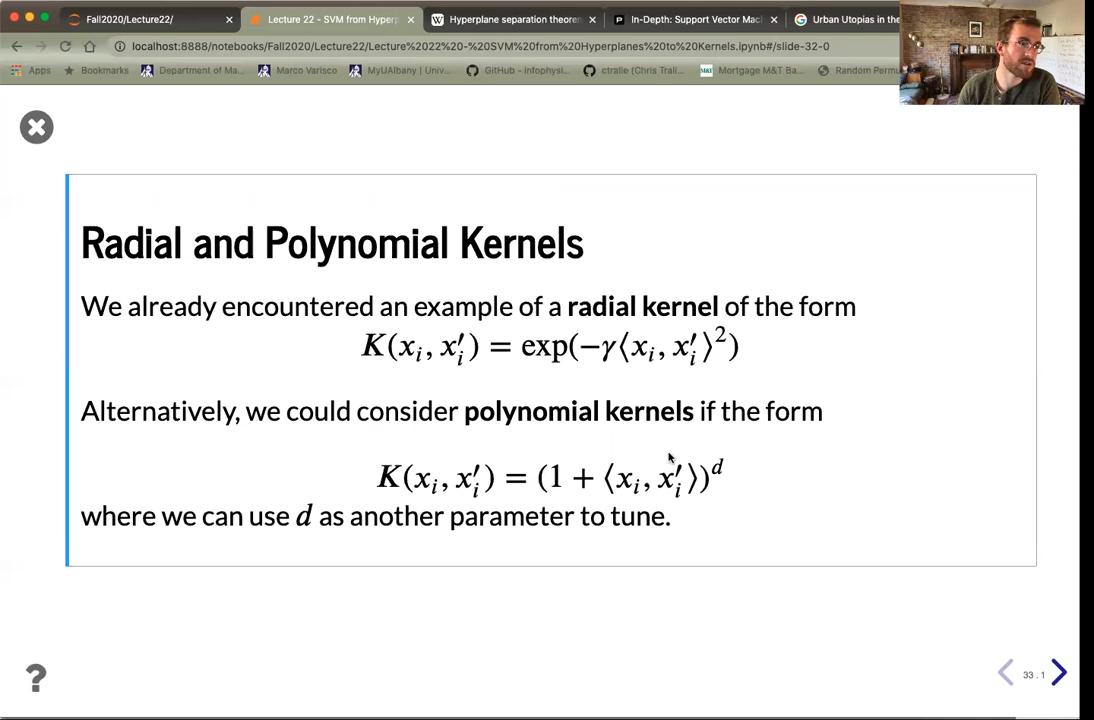 Fall2020/Lecture22/
Lecture 22 - SVM from Hyperp
Hyperplane separation theorem
In-Depth: Support Vector Mac
Urban Utopias in the
localhost:8888/notebooks/Fall2020/Lecture22/Lecture%2022%20-%20SVM%20from%20Hyperplanes%20to%20Kernels.ipynb#/slide-32-0
Apps
Bookmarks
Department of Ma...
Marco Varisco
MyUAlbany | Univ...
GitHub - infophysi...
ctralie (Chris Trali...
Mortgage M&T Ba...
Random Permu
Radial and Polynomial Kernels
We already encountered an example of a radial kernel of the form
K(xᵢ, x′ᵢ) = exp(−γ⟨xᵢ, x′ᵢ⟩²)
Alternatively, we could consider polynomial kernels if the form
K(xᵢ, x′ᵢ) = (1 + ⟨xᵢ, x′ᵢ⟩)ᵈ
where we can use d as another parameter to tune.
?
33 . 1